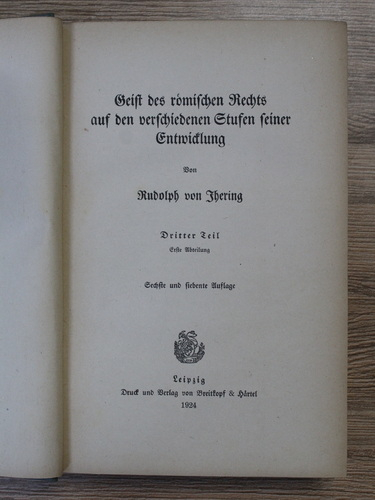 Geist des römischen Rechts
auf den verschiedenen Stufen seiner
Entwicklung
Von
Rudolph von Jhering
Dritter Teil
Erste Abteilung
Sechste und siebente Auflage
Leipzig
Druck und Verlag von Breitkopf & Härtel
1924